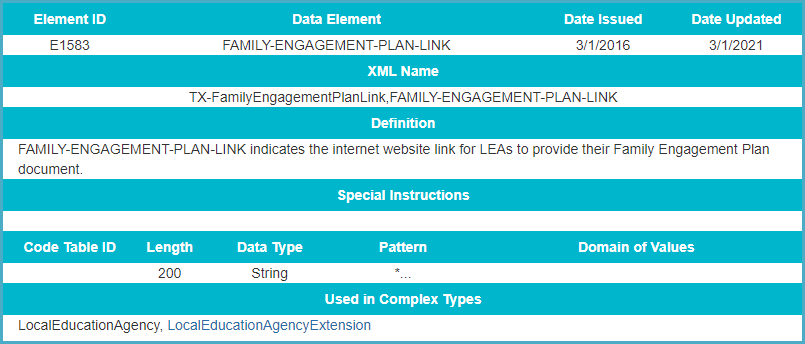 Element ID Data Element Date Issued Date Updated
E1583 FAMILY-ENGAGEMENT-PLAN-LINK 3/1/2016 3/1/2021
XML Name
TX-FamilyEngagementPlanLink,FAMILY-ENGAGEMENT-PLAN-LINK
Definition
FAMILY-ENGAGEMENT-PLAN-LINK indicates the internet website link for LEAs to provide their Family Engagement Plan
document.
Special Instructions
Code Table ID Length Data Type Pattern Domain of Values
200 String *...
Used in Complex Types
LocalEducationAgency, LocalEducationAgencyExtension